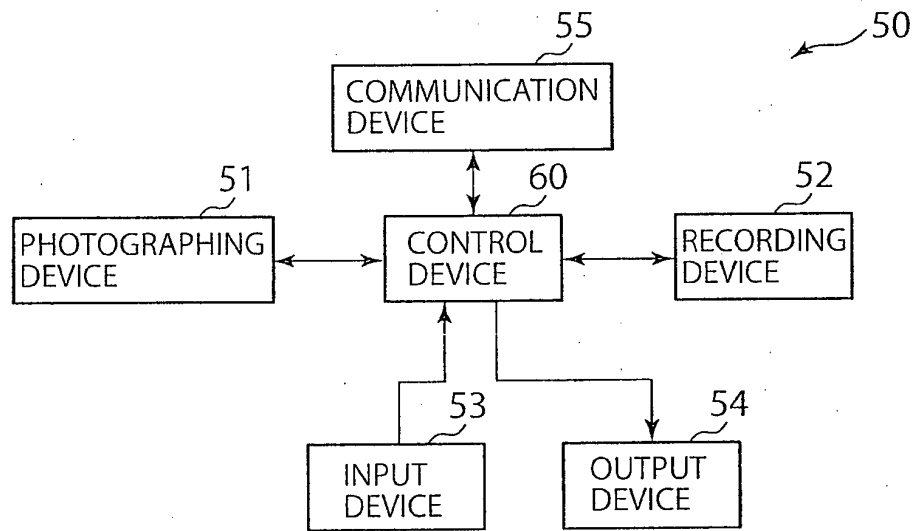 50
55
COMMUNICATION
DEVICE
51
PHOTOGRAPHING
DEVICE
60
CONTROL
DEVICE
52
RECORDING
DEVICE
53
INPUT
DEVICE
54
OUTPUT
DEVICE